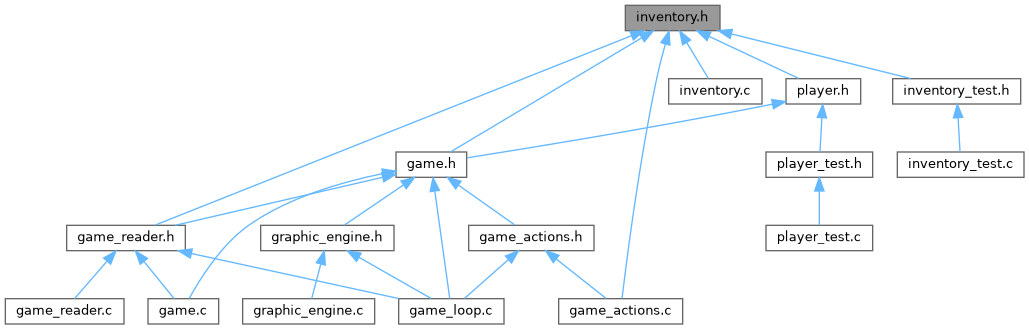 inventory.h
inventory.c
player.h
inventory_test.h
game.h
player_test.h
inventory_test.c
game_reader.h
graphic_engine.h
game_actions.h
player_test.c
game_reader.c
game.c
graphic_engine.c
game_loop.c
game_actions.c